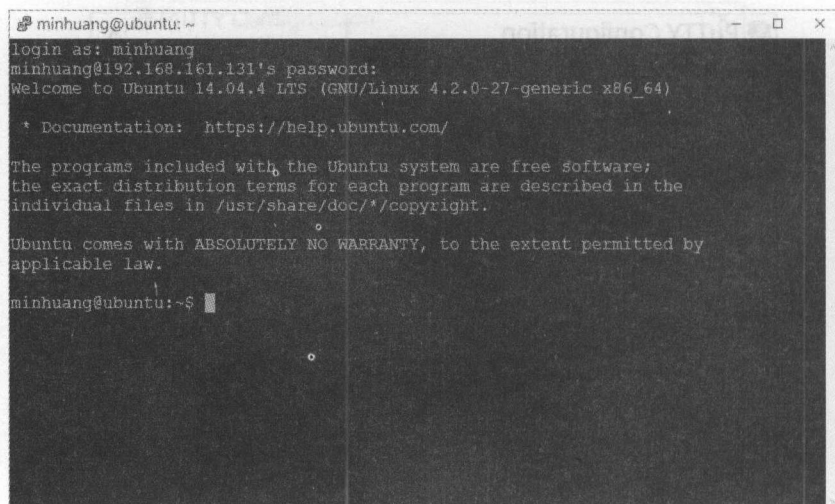 minhuang@ubuntu: ~
login as: minhuang
minhuang@192.168.161.131's password:
Welcome to Ubuntu 14.04.4 LTS (GNU/Linux 4.2.0-27-generic x86_64)
* Documentation: https://help.ubuntu.com/
The programs included with the Ubuntu system are free software;
the exact distribution terms for each program are described in the
individual files in /usr/share/doc/*/copyright.
Ubuntu comes with ABSOLUTELY NO WARRANTY, to the extent permitted by
applicable law.
minhuang@ubuntu:~$